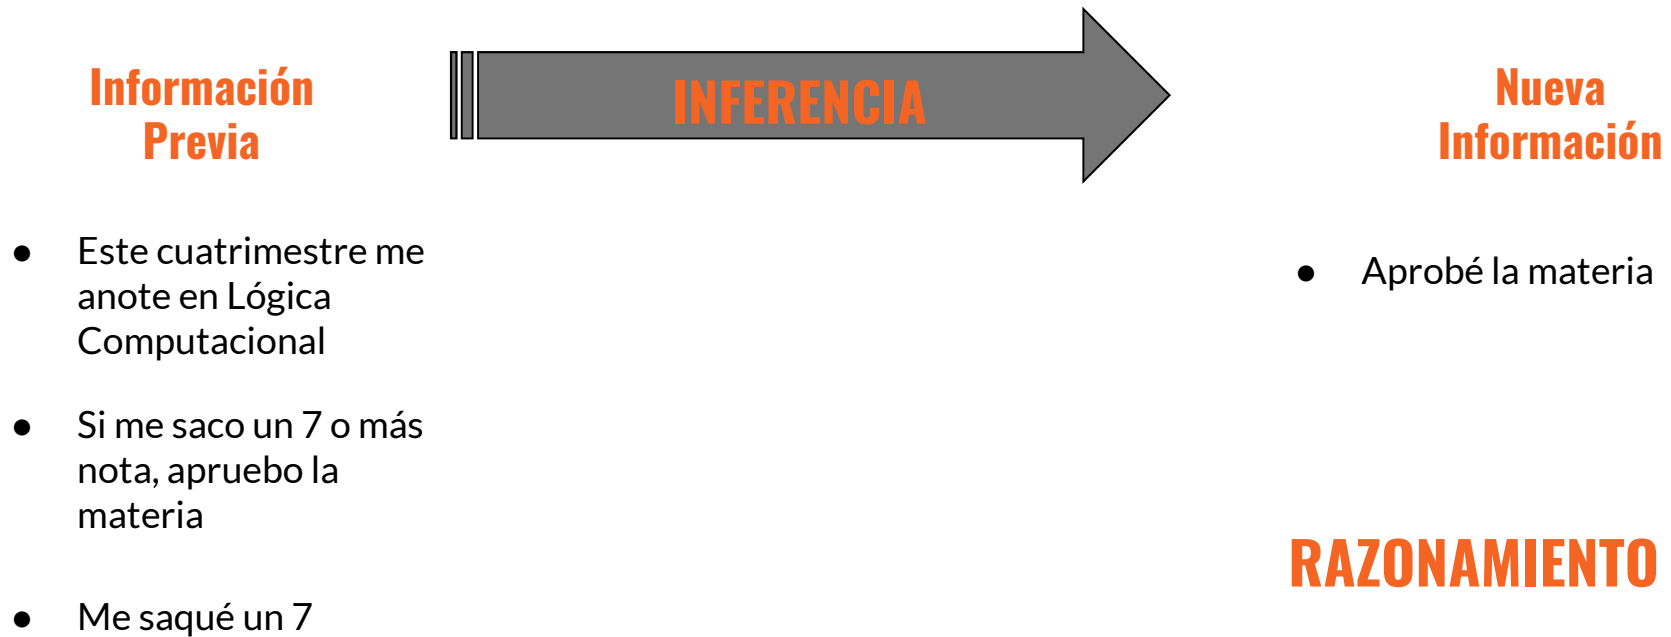 Información
Previa
INFERENCIA
Nueva
Información
● Este cuatrimestre me
anote en Lógica
Computacional
● Si me saco un 7 o más
nota, apruebo la
materia
● Me saqué un 7
● Aprobé la materia
RAZONAMIENTO